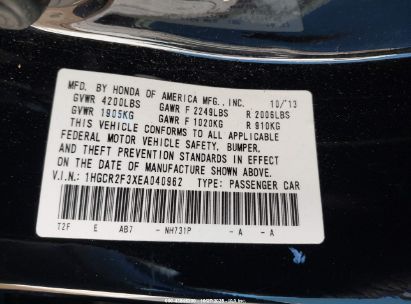 MFD. BY HONDA OF AMERICA MFG., INC. 10/13
GVWR 4200LBS GAWR F 2249LBS R 2006LBS
GVWR 1905KG GAWR F 1020KG R 910KG
THIS VEHICLE CONFORMS TO ALL APPLICABLE
FEDERAL MOTOR VEHICLE SAFETY, BUMPER,
AND THEFT PREVENTION STANDARDS IN EFFECT
ON THE DATE OF MANUFACTURE SHOWN ABOVE.
V.I.N.: 1HGCR2F3XEA040962 TYPE: PASSENGER CAR
T2F E AB7 - NH731P - A - A